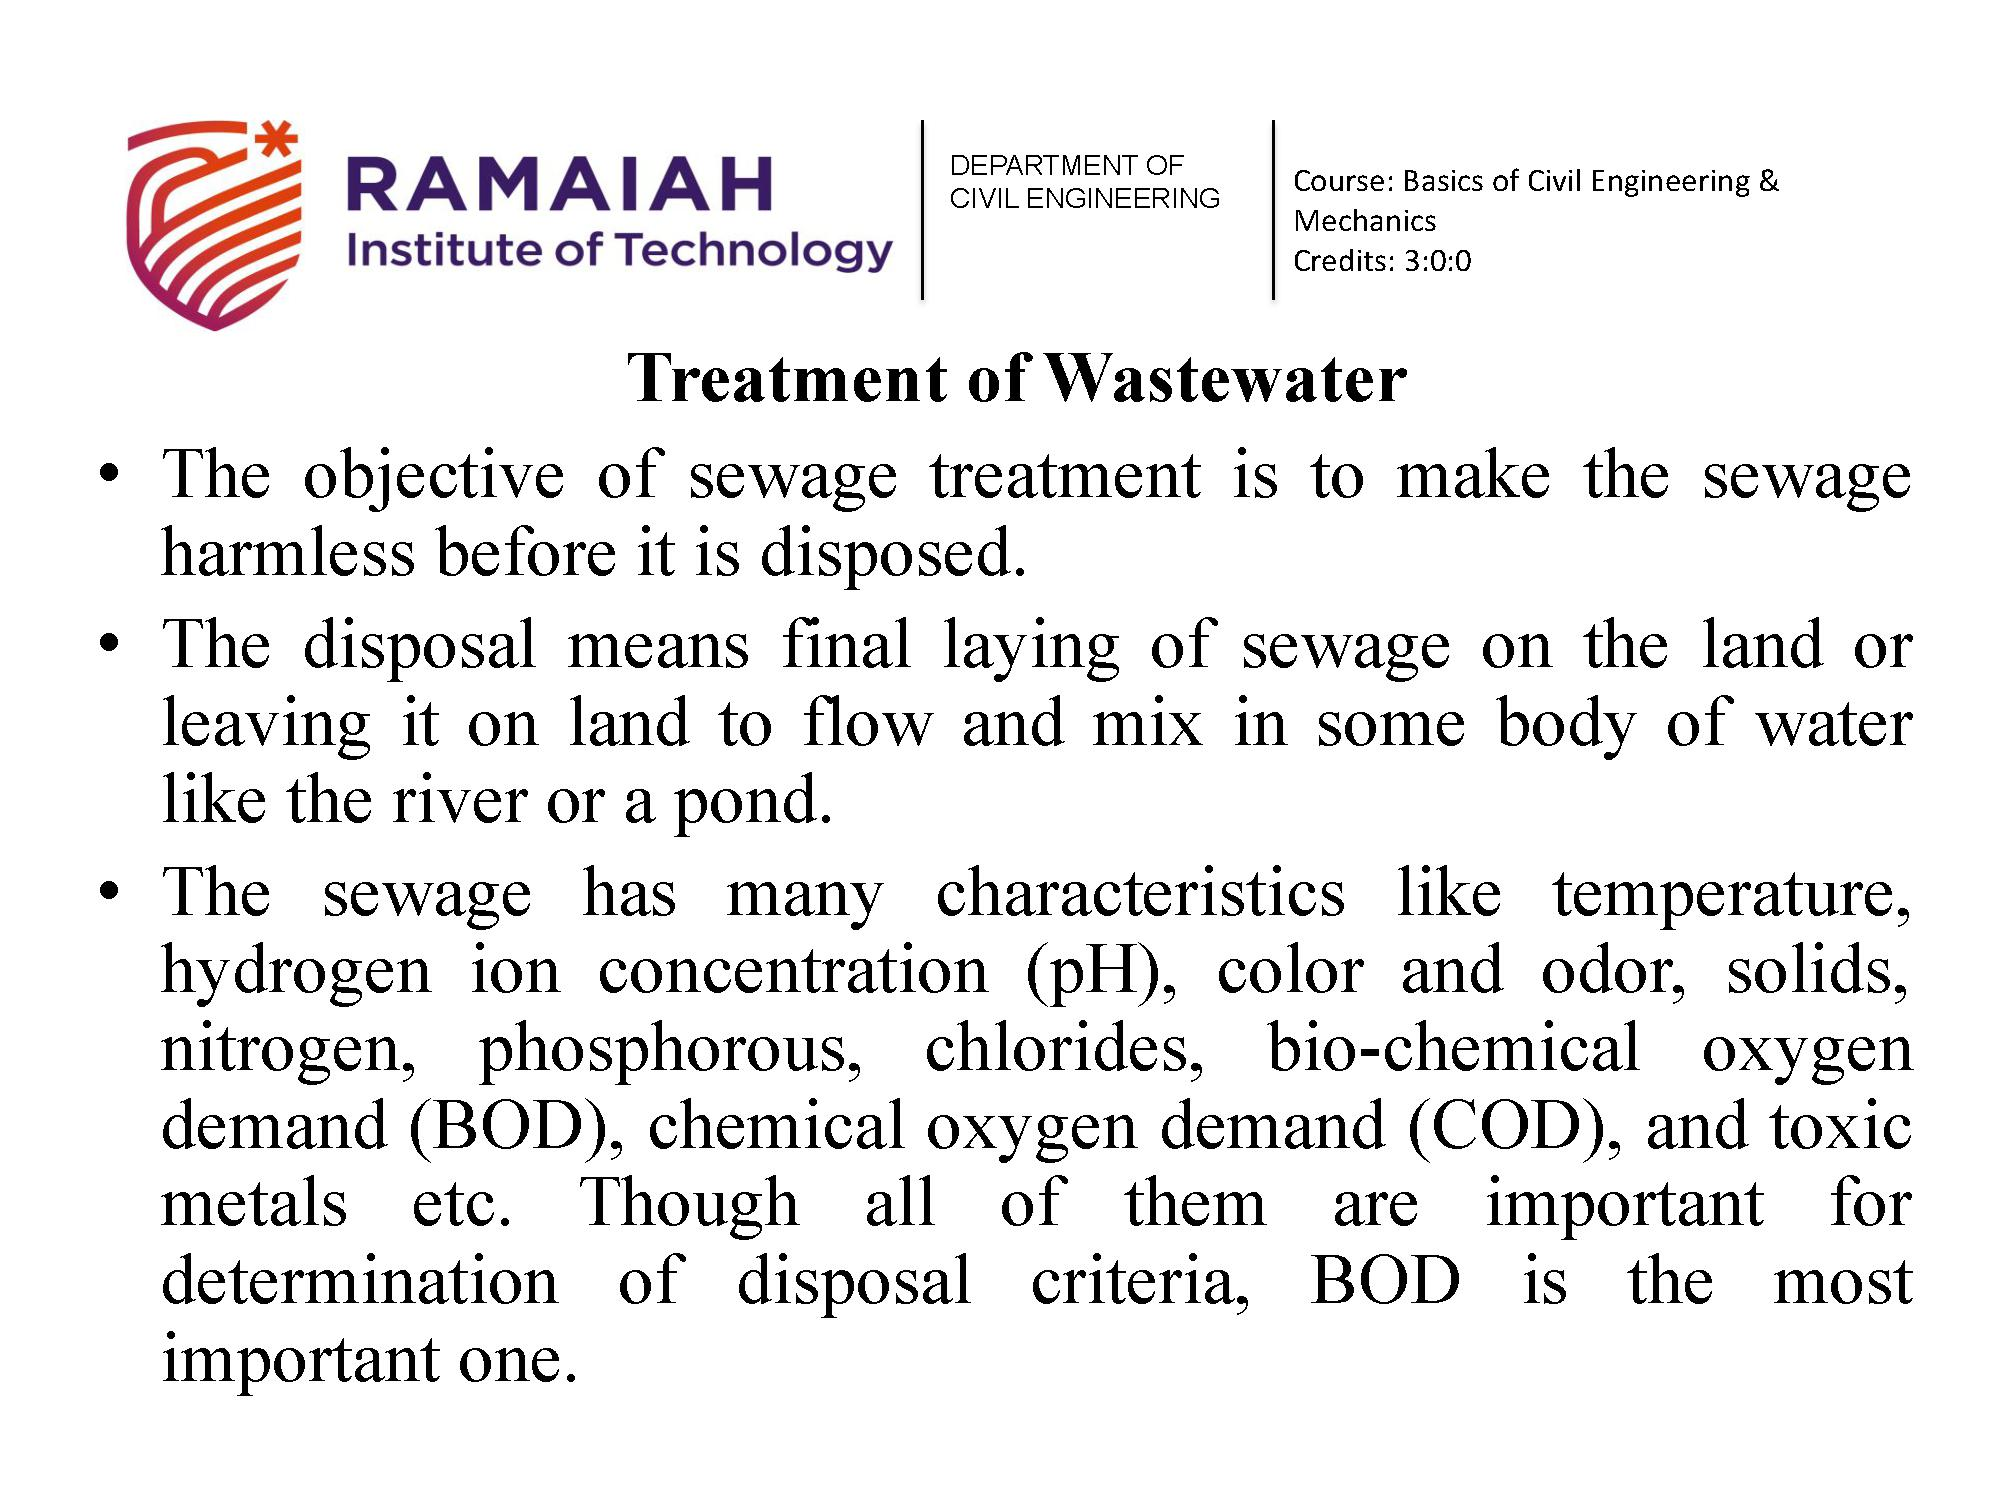 RAMAIAH
Institute of Technology
DEPARTMENT OF
CIVIL ENGINEERING
Course: Basics of Civil Engineering &
Mechanics
Credits: 3:0:0
Treatment of Wastewater
• The objective of sewage treatment is to make the sewage
harmless before it is disposed.
• The disposal means final laying of sewage on the land or
leaving it on land to flow and mix in some body of water
like the river or a pond.
• The sewage has many characteristics like temperature,
hydrogen ion concentration (pH), color and odor, solids,
nitrogen, phosphorous, chlorides, bio-chemical oxygen
demand (BOD), chemical oxygen demand (COD), and toxic
metals etc. Though all of them are important for
determination of disposal criteria, BOD is the most
important one.